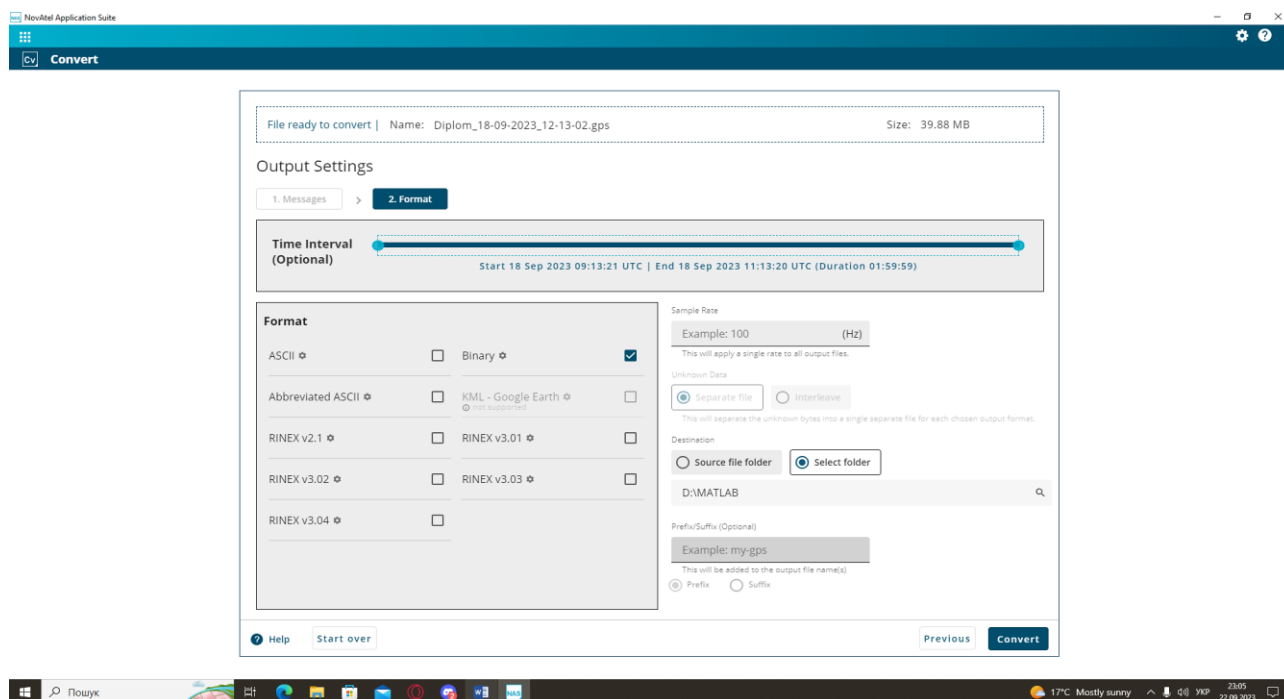 NAS NovAtel Application Suite
Cv Convert
File ready to convert | Name: Diplom_18-09-2023_12-13-02.gps Size: 39.88 MB
Output Settings
1. Messages > 2. Format
Time Interval
(Optional)
Start 18 Sep 2023 09:13:21 UTC | End 18 Sep 2023 11:13:20 UTC (Duration 01:59:59)
Format
ASCII
Binary
Abbreviated ASCII
KML - Google Earth
not supported
RINEX v2.1
RINEX v3.01
RINEX v3.02
RINEX v3.03
RINEX v3.04
Sample Rate
Example: 100 (Hz)
This will apply a single rate to all output files.
Unknown Data
Separate file Interleave
This will separate the unknown bytes into a single separate file for each chosen output format.
Destination
Source file folder Select folder
D:\MATLAB
Prefix/Suffix (Optional)
Example: my-gps
This will be added to the output file name(s)
Prefix Suffix
Help Start over Previous Convert
Пошук NAS 17°C Mostly sunny УКР 23:05
22.09.2023